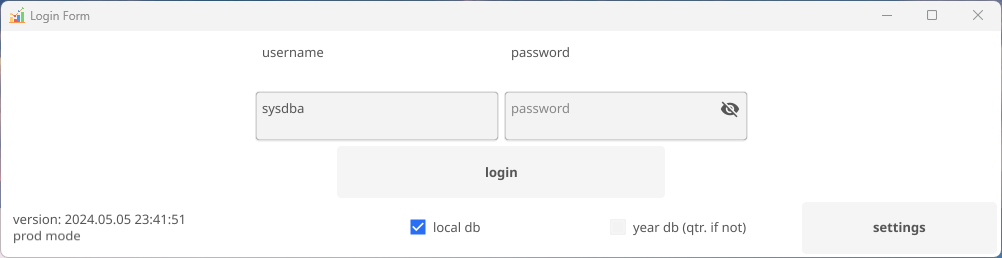 Login Form
username password
sysdba password
login
version: 2024.05.05 23:41:51
prod mode
local db year db (qtr. if not) settings